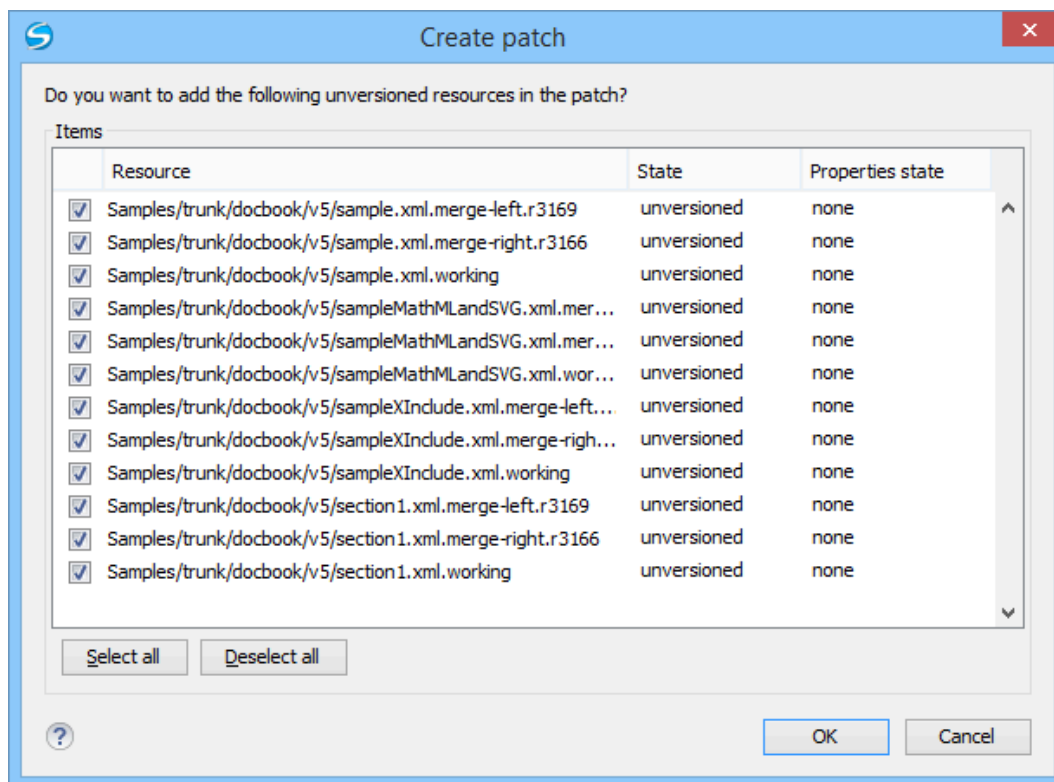 Create patch
Do you want to add the following unversioned resources in the patch?
Items
Resource State Properties state
Samples/trunk/docbook/v5/sample.xml.merge-left.r3169 unversioned none
Samples/trunk/docbook/v5/sample.xml.merge-right.r3166 unversioned none
Samples/trunk/docbook/v5/sample.xml.working unversioned none
Samples/trunk/docbook/v5/sampleMathMLandSVG.xml.mer... unversioned none
Samples/trunk/docbook/v5/sampleMathMLandSVG.xml.mer... unversioned none
Samples/trunk/docbook/v5/sampleMathMLandSVG.xml.wor... unversioned none
Samples/trunk/docbook/v5/sampleXInclude.xml.merge-left... unversioned none
Samples/trunk/docbook/v5/sampleXInclude.xml.merge-righ... unversioned none
Samples/trunk/docbook/v5/sampleXInclude.xml.working unversioned none
Samples/trunk/docbook/v5/section1.xml.merge-left.r3169 unversioned none
Samples/trunk/docbook/v5/section1.xml.merge-right.r3166 unversioned none
Samples/trunk/docbook/v5/section1.xml.working unversioned none
Select all Deselect all
? OK Cancel